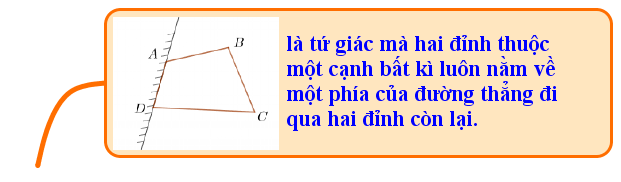 A
B
D
C
là tứ giác mà hai đỉnh thuộc
một cạnh bất kì luôn nằm về
một phía của đường thẳng đi
qua hai đỉnh còn lại.